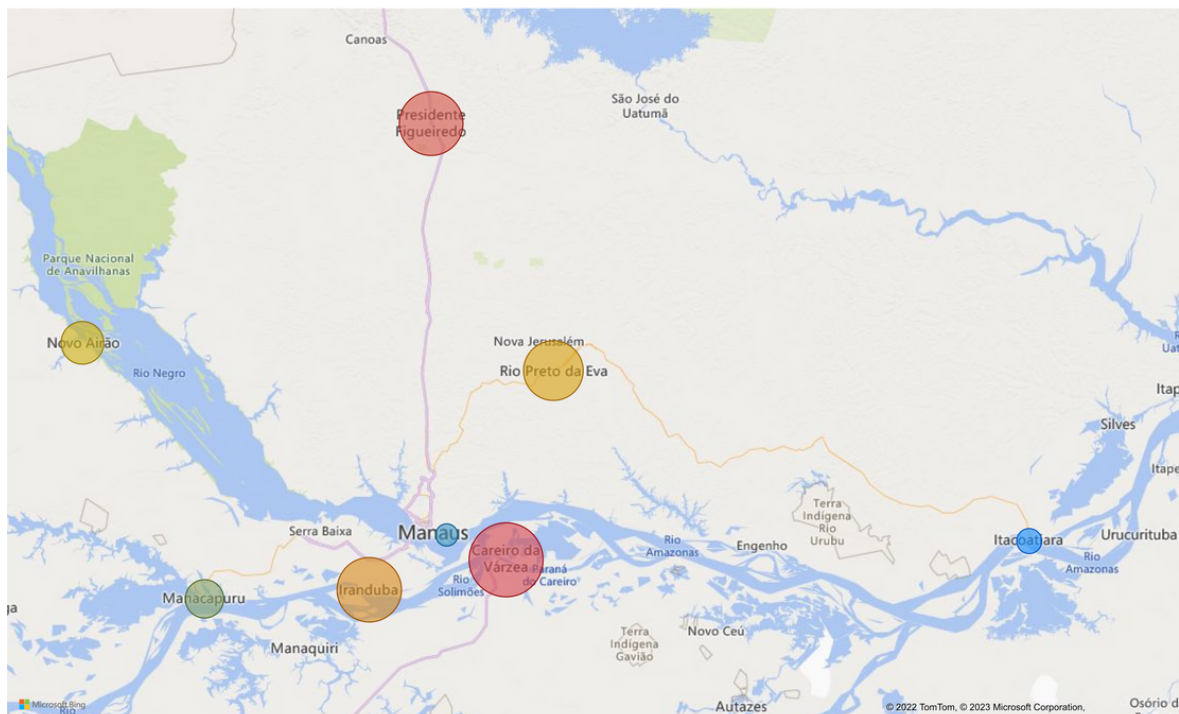 Canoas
São José do
Uatumã
Presidente
Figueiredo
Parque Nacional
de Anavilhanas
Novo Airão
Rio Negro
Nova Jerusalém
Rio Preto da Eva
Itap
Silves
Itape
Terra
Indígena
Rio
Urubu
Serra Baixa
Manaus
Careiro da
Várzea
Rio
Amazonas
Engenho
Itacoatiara
Urucurituba
Rio
Amazonas
Paraná
do Careiro
Rio
Solimões
Iranduba
Manacapuru
ga
Manaquiri
Terra
Indígena
Gavião
Novo Ceú
Autazes
Osório d
Rio
Microsoft Bing
© 2022 TomTom, © 2023 Microsoft Corporation,